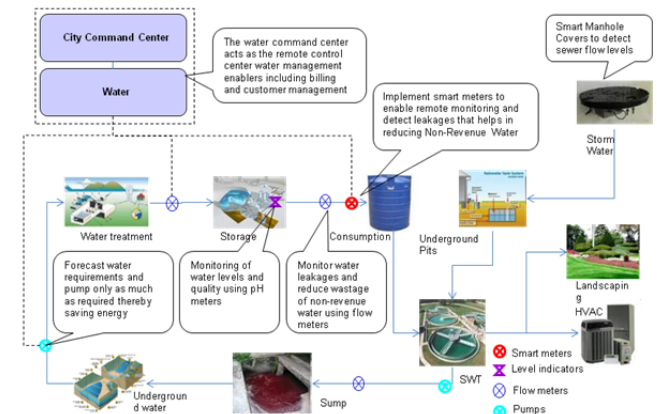 City Command Center
Water
The water command center
acts as the remote control
center water management
enablers including billing
and customer management
Smart Manhole
Covers to detect
sewer flow levels
Implement smart meters to
enable remote monitoring and
detect leakages that helps in
reducing Non-Revenue Water
Storm
Water
Water treatment
Storage
Consumption
Underground
Pits
Forecast water
requirements and
pump only as much
as required thereby
saving energy
Monitoring of
water levels and
quality using pH
meters
Monitor water
leakages and
reduce wastage
of non-revenue
water using flow
meters
Landscapin
g
HVAC
Undergroun
d water
Sump
SWT
Smart meters
Level indicators
Flow meters
Pumps